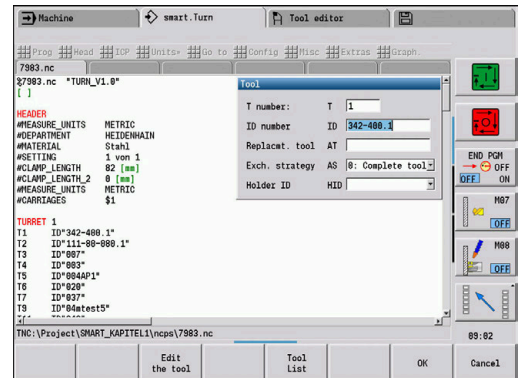 Machine
smart.Turn
Tool editor
Prog Head ICP Units» Go to Config Misc Extras Graph.
7983.nc
%7983.nc "TURN_V1.0"
[ ]
HEADER
#MEASURE_UNITS METRIC
#DEPARTMENT HEIDENHAIN
#MATERIAL Stahl
#SETTING 1 von 1
#CLAMP_LENGTH 82 [mm]
#CLAMP_LENGTH_2 0 [mm]
#MEASURE_UNITS METRIC
#CARRIAGES $1
TURRET 1
T1 ID"342-400.1"
T2 ID"111-80-080.1"
T3 ID"007"
T4 ID"003"
T5 ID"004AP1"
T6 ID"020"
T7 ID"037"
T9 ID"04mtest5"
Tool
T number: T 1
ID number ID 342-400.1
Replacmt. tool AT
Exch. strategy AS 0: Complete tool
Holder ID HID
TNC:\Project\SMART_KAPITEL1\ncps\7983.nc
END PGM
OFF
OFF ON
M07
OFF
M08
OFF
09:02
Edit
the tool
Tool
List
OK
Cancel